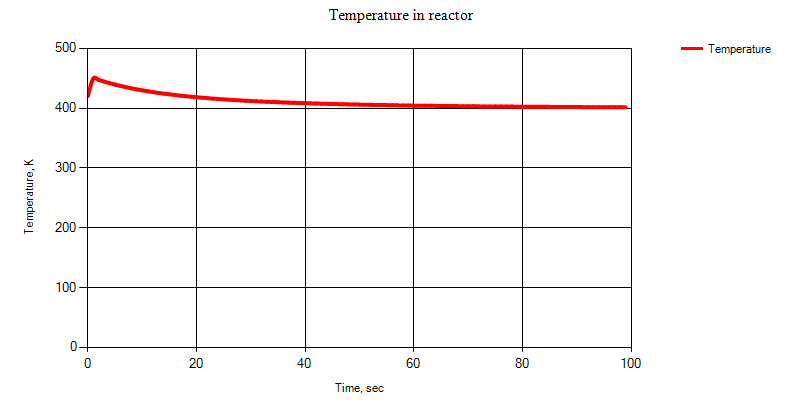 Temperature in reactor
500
400
300
200
100
0
Temperature, K
0 20 40 60 80 100
Time, sec
Temperature